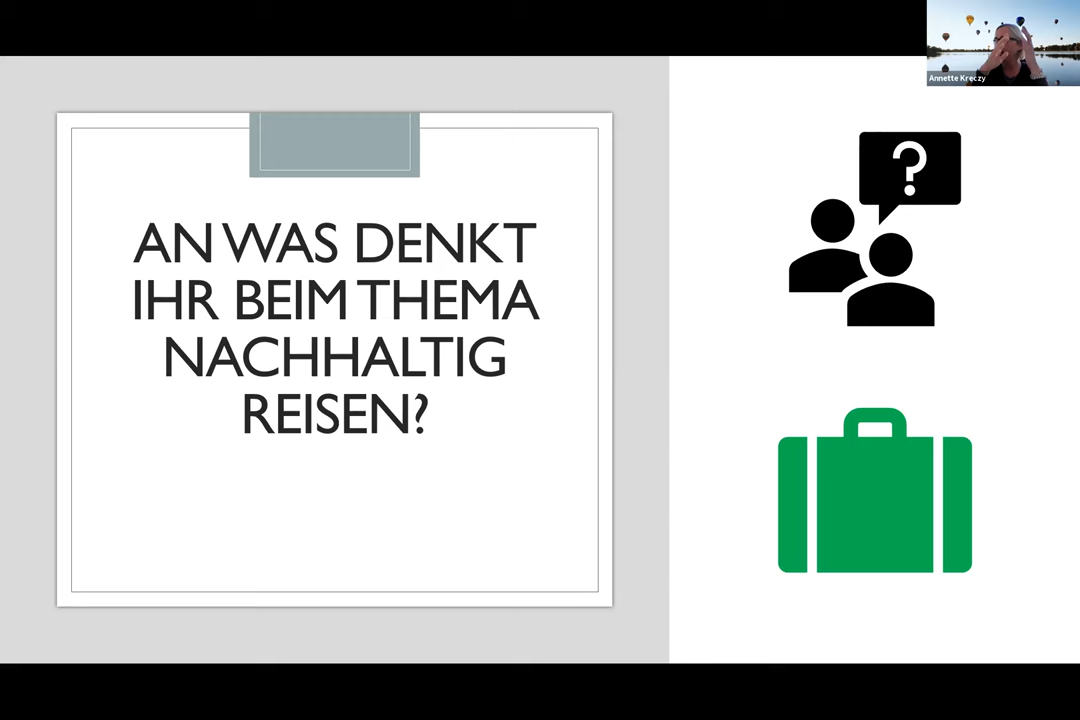 Annette Kreczy
AN WAS DENKT
IHR BEIM THEMA
NACHHALTIG
REISEN?
?